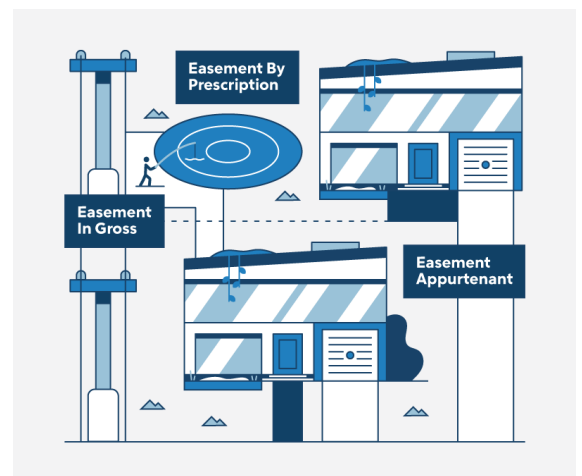 Easement By
Prescription
Easement
In Gross
Easement
Appurtenant